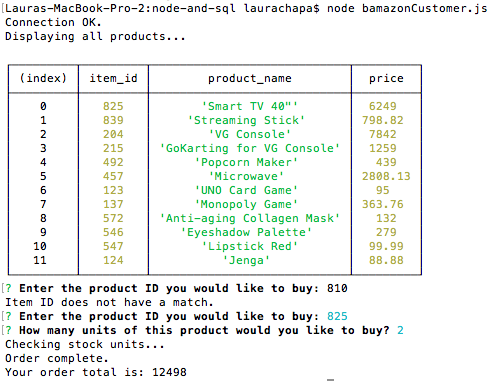 [Lauras-MacBook-Pro-2:node-and-sql laurachapa$ node bamazonCustomer.js
Connection OK.
Displaying all products...
(index) item_id product_name price
0 825 'Smart TV 40"' 6249
1 839 'Streaming Stick' 798.82
2 204 'VG Console' 7842
3 215 'GoKarting for VG Console' 1259
4 492 'Popcorn Maker' 439
5 457 'Microwave' 2808.13
6 123 'UNO Card Game' 95
7 137 'Monopoly Game' 363.76
8 572 'Anti-aging Collagen Mask' 132
9 546 'Eyeshadow Palette' 279
10 547 'Lipstick Red' 99.99
11 124 'Jenga' 88.88
[? Enter the product ID you would like to buy: 810
Item ID does not have a match.
[? Enter the product ID you would like to buy: 825
[? How many units of this product would you like to buy? 2
Checking stock units...
Order complete.
Your order total is: 12498